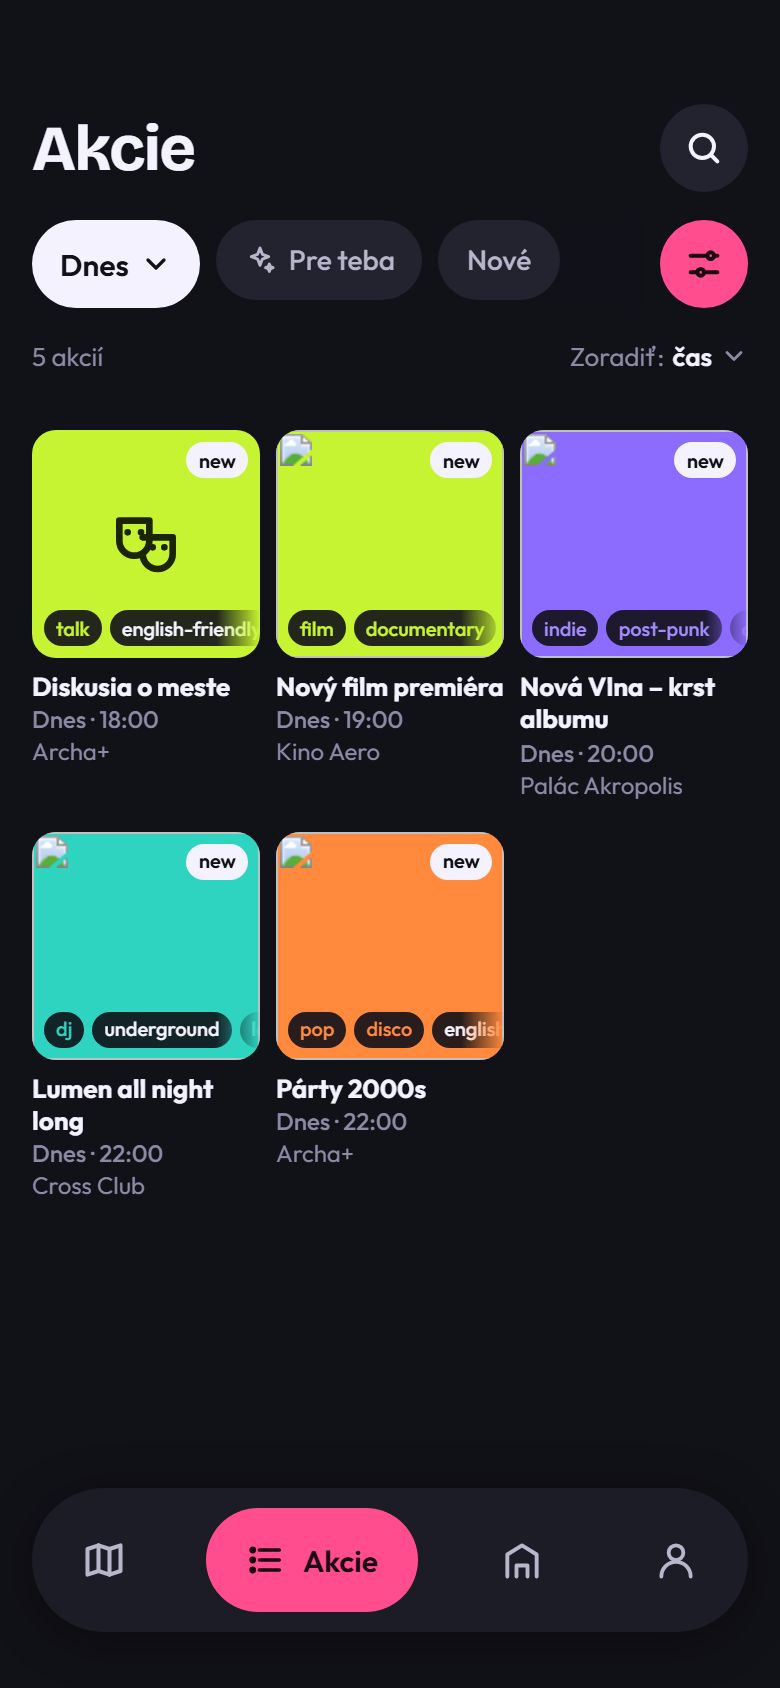 Akcie
Dnes
Pre teba
Nové
5 akcií
Zoradiť: čas
new
new
new
talk
english-friendly
film
documentary
indie
post-punk
Diskusia o meste
Dnes · 18:00
Archa+
Nový film premiéra
Dnes · 19:00
Kino Aero
Nová Vlna – krst
albumu
Dnes · 20:00
Palác Akropolis
new
new
dj
underground
pop
disco
english
Lumen all night
long
Dnes · 22:00
Cross Club
Párty 2000s
Dnes · 22:00
Archa+
Akcie